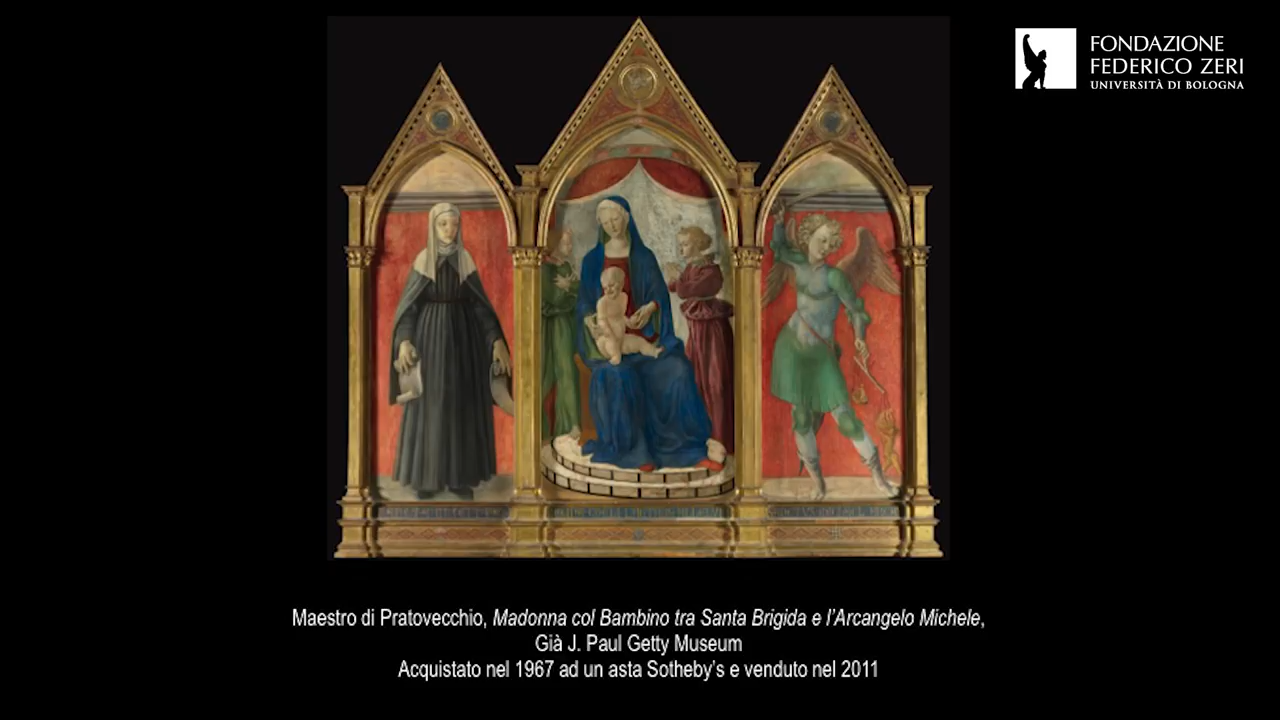 FONDAZIONE
FEDERICO ZERI
UNIVERSITÀ DI BOLOGNA
Maestro di Pratovecchio, Madonna col Bambino tra Santa Brigida e l'Arcangelo Michele,
Già J. Paul Getty Museum
Acquistato nel 1967 ad un asta Sotheby's e venduto nel 2011